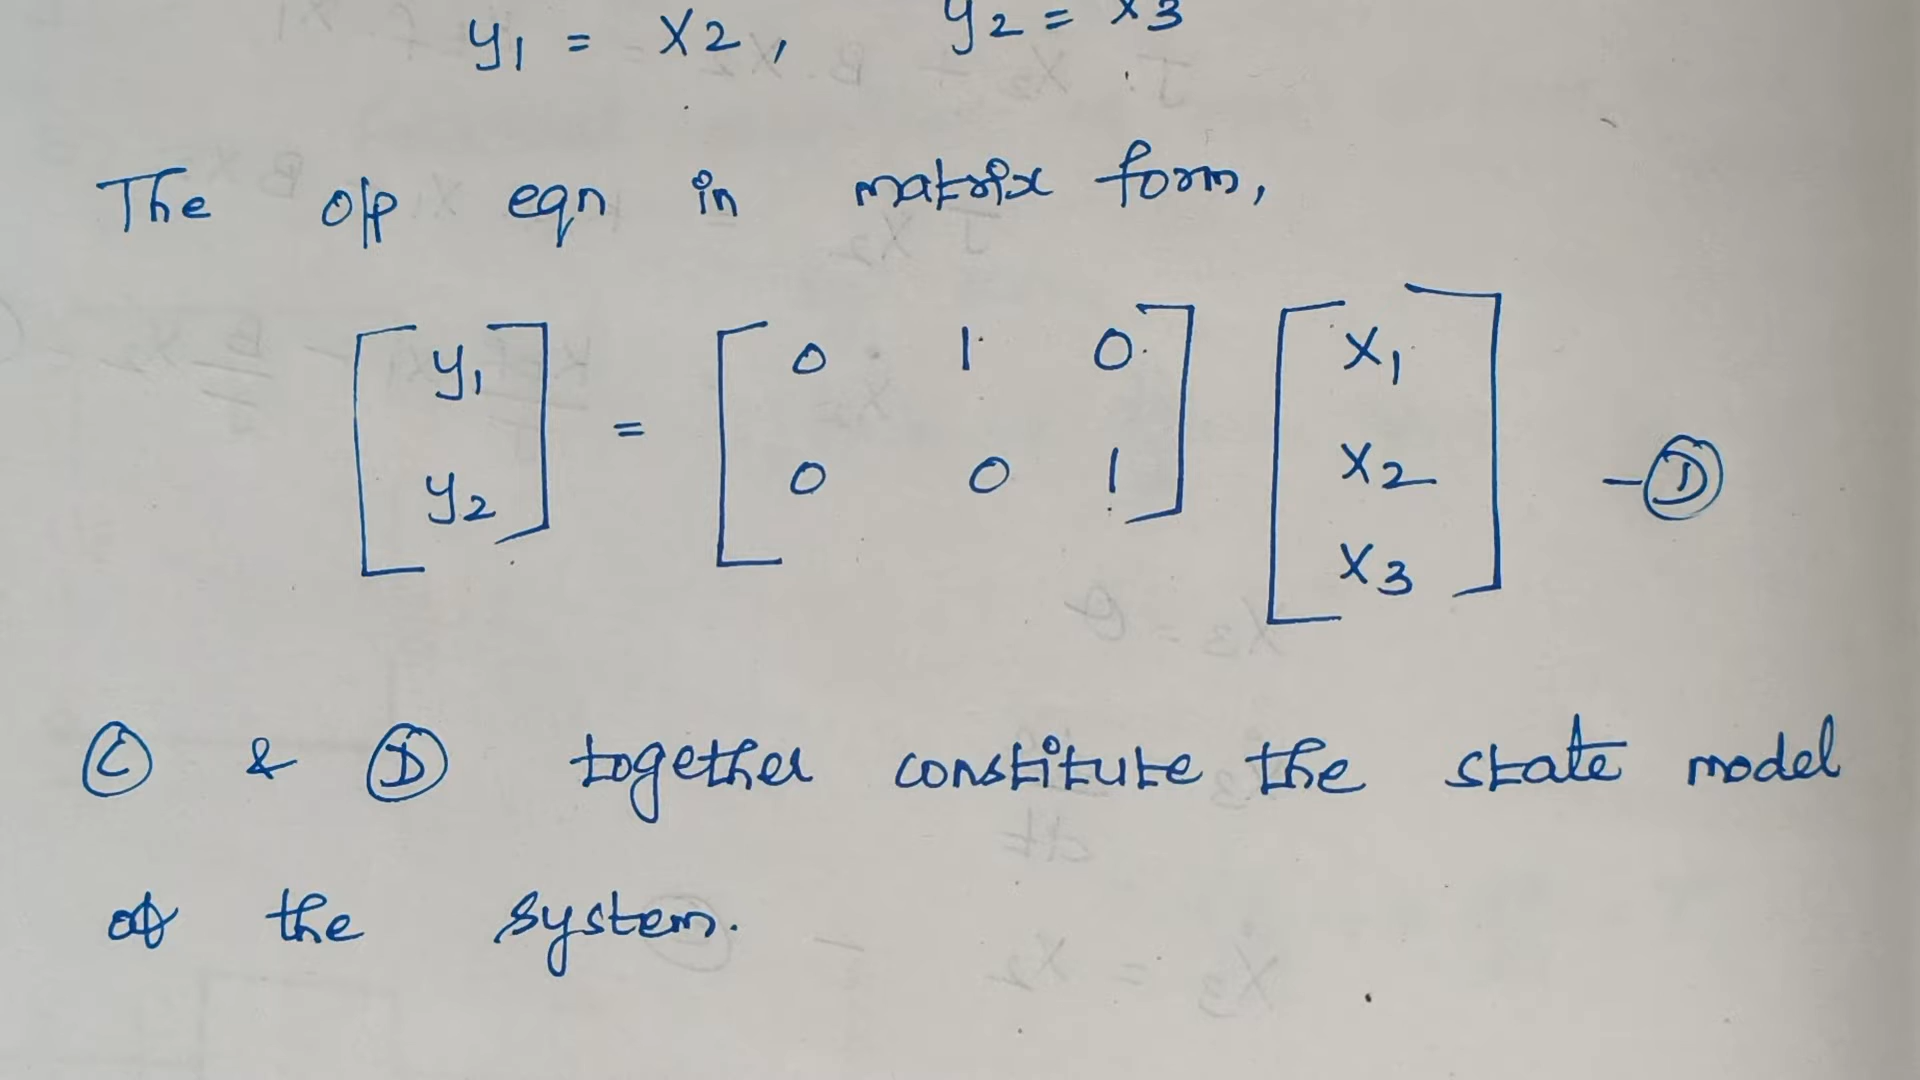 y1 = x2, y2 = x3
The o/p eqn in matrix form,
[y1 y2] = [0 1 0 0 0 1] [x1 x2 x3] - D
C & D together constitute the state model
of the system.